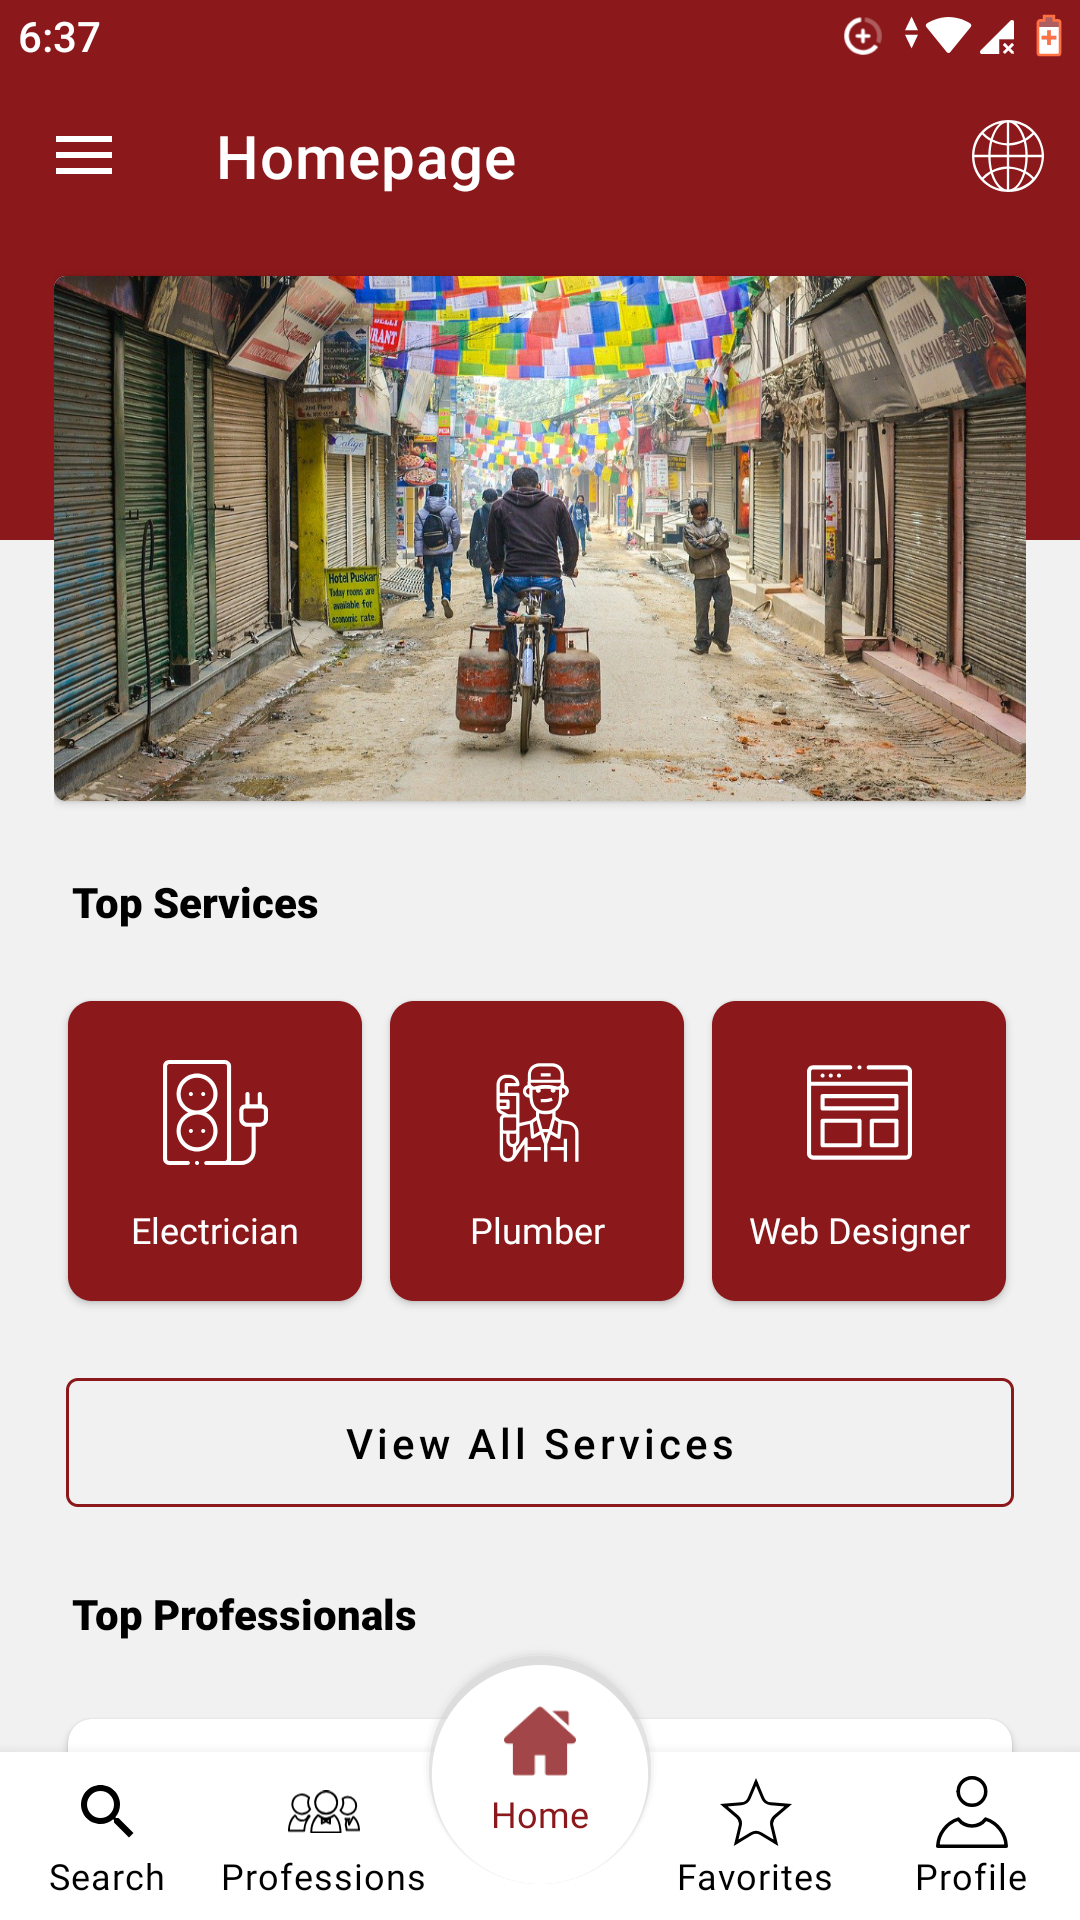 6:37
Homepage
Hotel Puskar
Today rooms are
available for
economic rate.
Top Services
Electrician
Plumber
Web Designer
View All Services
Top Professionals
Search
Professions
Home
Favorites
Profile